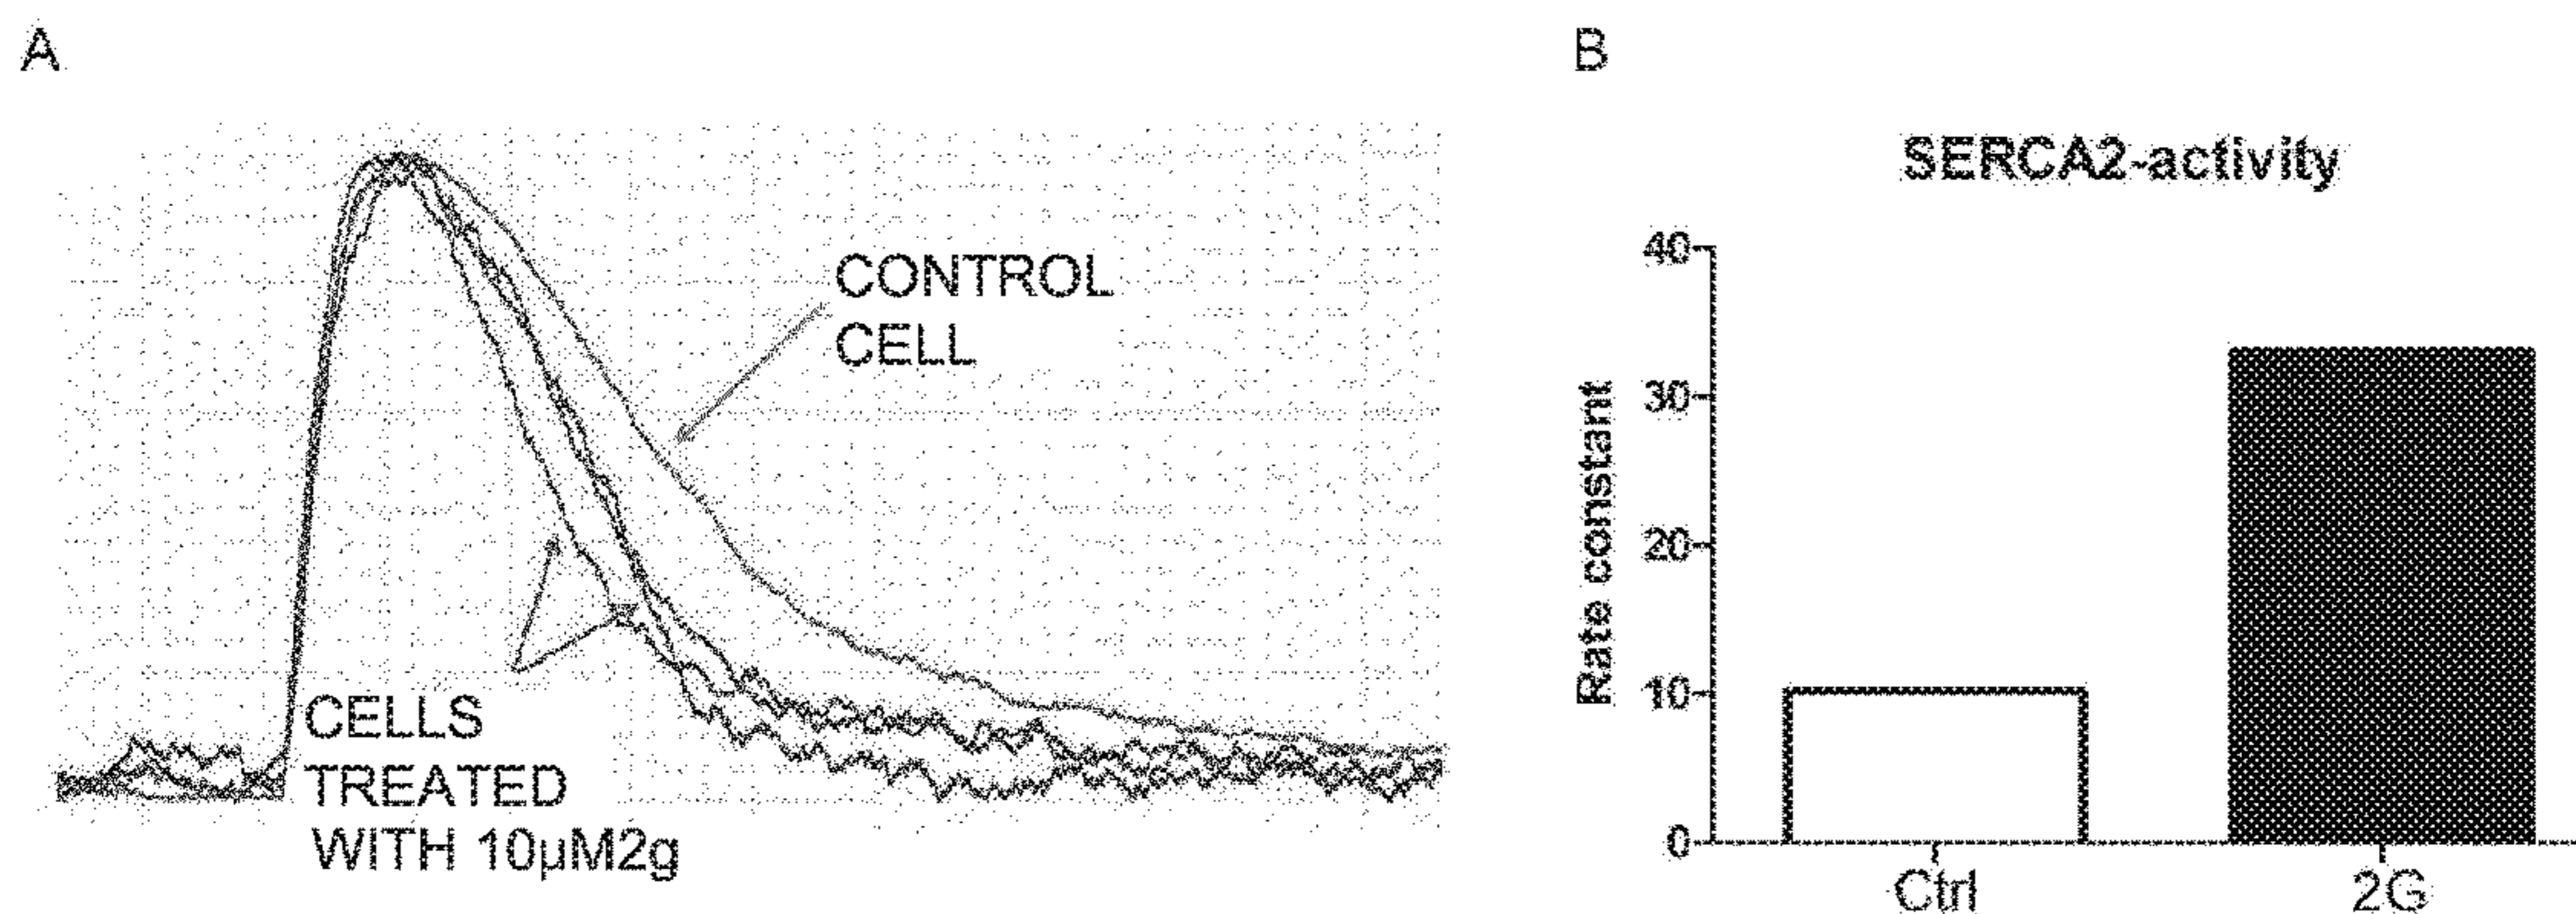 A
CONTROL
CELL
CELLS
TREATED
WITH 10µM2g
B
SERCA2-activity
Rate constant
40
30
20
10
0
Ctrl
2G